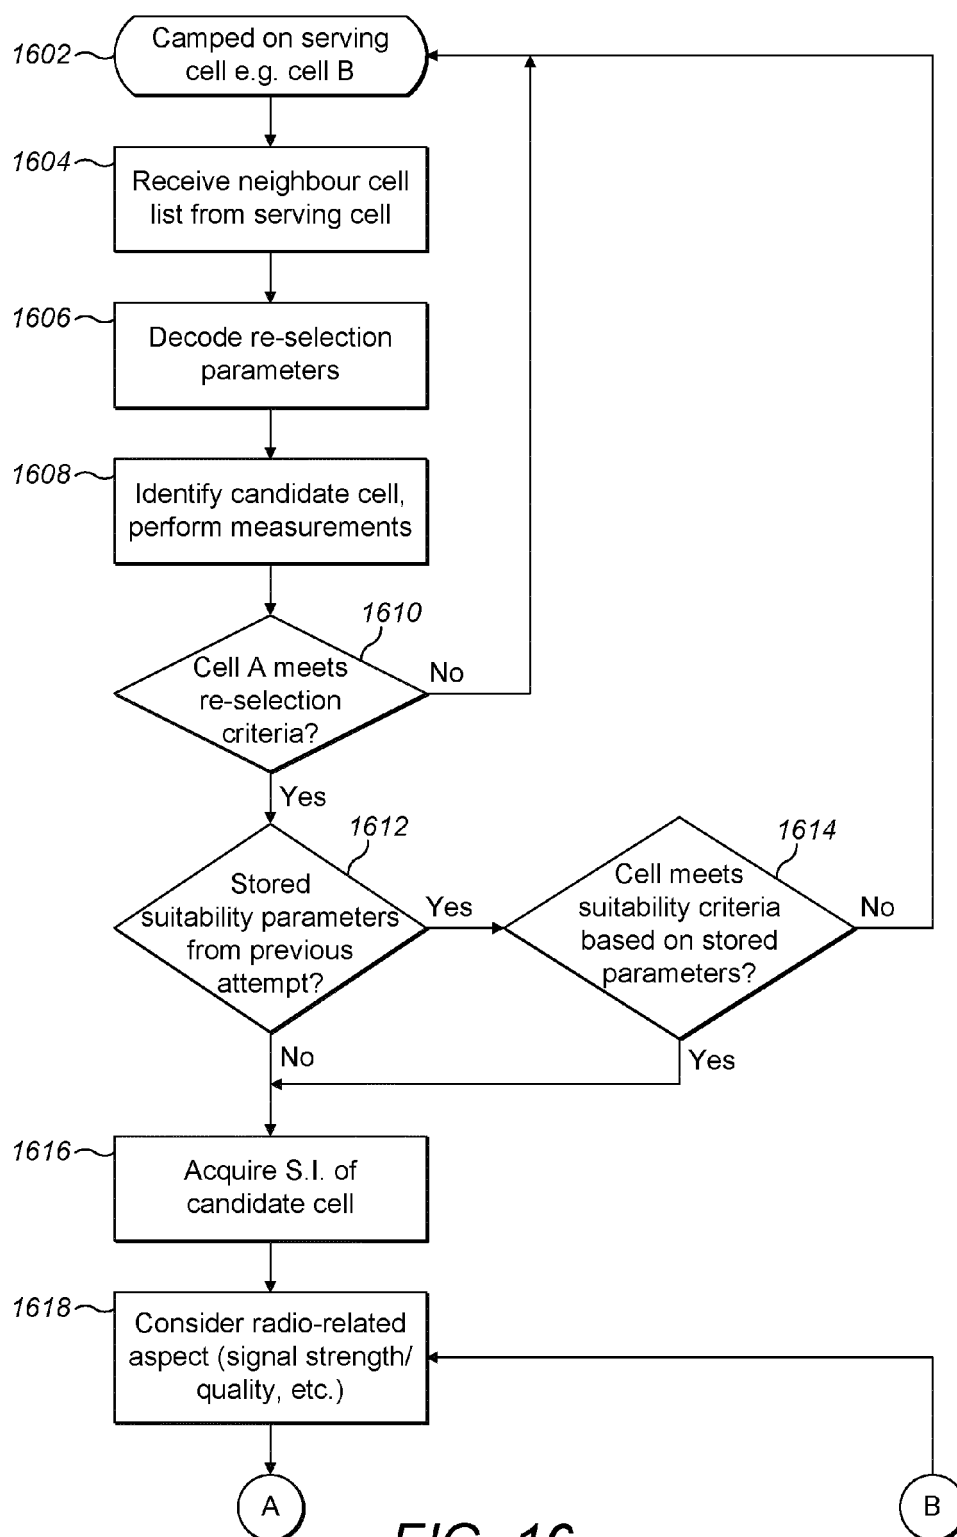 1602
Camped on serving
cell e.g. cell B
1604
Receive neighbour cell
list from serving cell
1606
Decode re-selection
parameters
1608
Identify candidate cell,
perform measurements
1610
Cell A meets
re-selection
criteria?
No
Yes
1612
Stored
suitability parameters
from previous
attempt?
Yes
1614
Cell meets
suitability criteria
based on stored
parameters?
No
No
Yes
1616
Acquire S.I. of
candidate cell
1618
Consider radio-related
aspect (signal strength/
quality, etc.)
A
B
FIG. 16